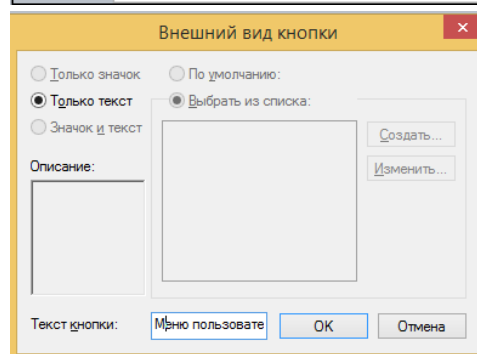 Внешний вид кнопки
Только значок
По умолчанию:
Только текст
Выбрать из списка:
Значок и текст
Создать...
Описание:
Изменить...
Текст кнопки:
Меню пользовате
OK
Отмена